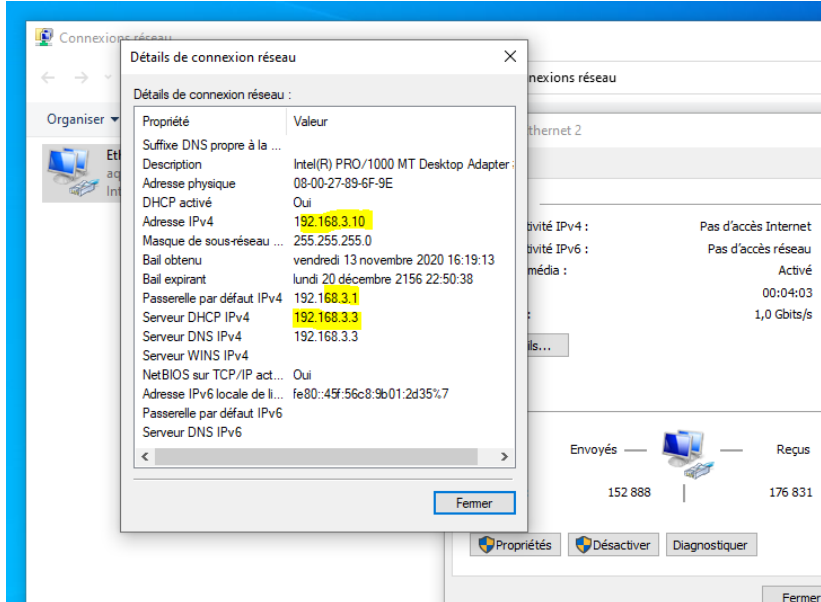 Connexions réseau
Détails de connexion réseau
nexions réseau
Organiser
Détails de connexion réseau :
Propriété Valeur
Suffixe DNS propre à la ...
Description Intel(R) PRO/1000 MT Desktop Adapter
Adresse physique 08-00-27-89-6F-9E
DHCP activé Oui
Adresse IPv4 192.168.3.10
Masque de sous-réseau ... 255.255.255.0
Bail obtenu vendredi 13 novembre 2020 16:19:13
Bail expirant lundi 20 décembre 2156 22:50:38
Passerelle par défaut IPv4 192.168.3.1
Serveur DHCP IPv4 192.168.3.3
Serveur DNS IPv4 192.168.3.3
Serveur WINS IPv4
NetBIOS sur TCP/IP act... Oui
Adresse IPv6 locale de li... fe80::45f:56c8:9b01:2d35%7
Passerelle par défaut IPv6
Serveur DNS IPv6
Fermer
Et
aq
Int
thernet 2
ivité IPv4 : Pas d'accès Internet
ivité IPv6 : Pas d'accès réseau
média : Activé
00:04:03
: 1,0 Gbits/s
ils...
Envoyés Reçus
152 888 176 831
Propriétés Désactiver Diagnostiquer
Fermer